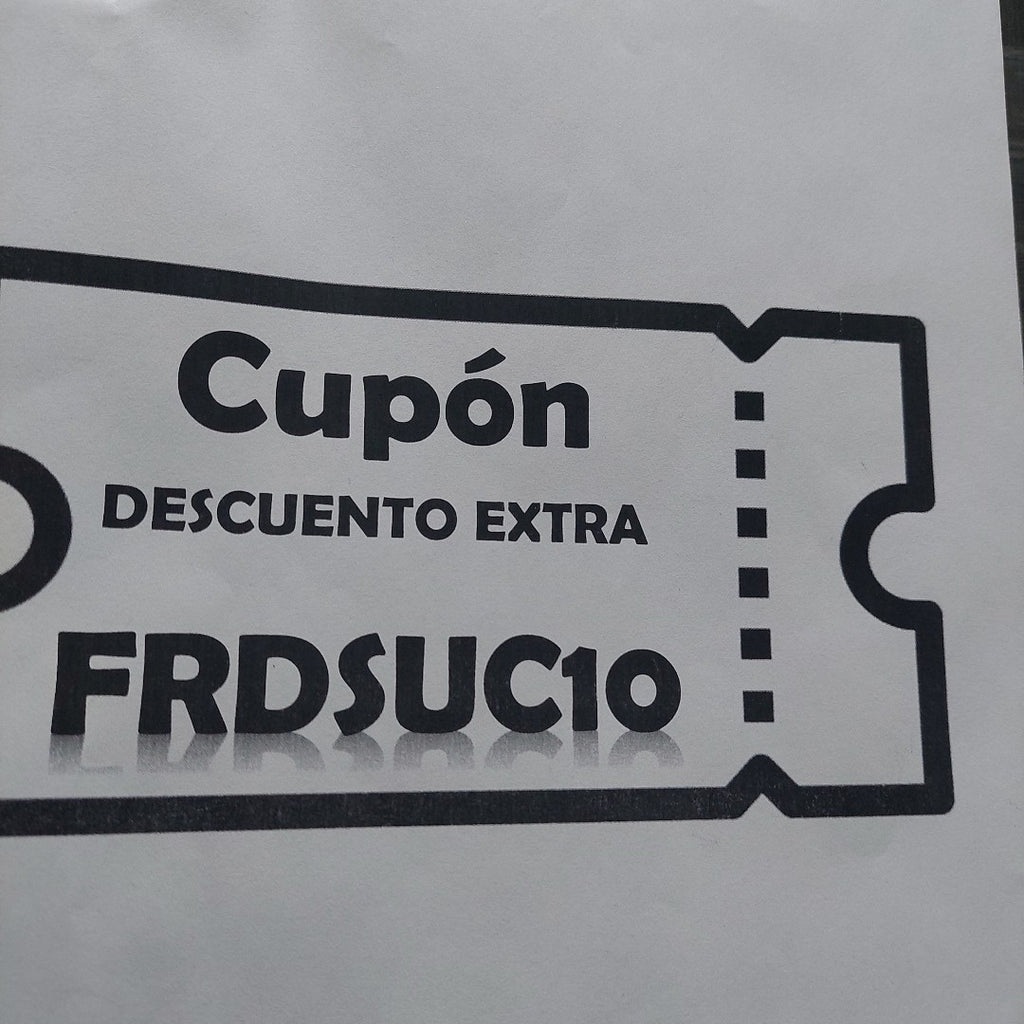 Cupón
DESCUENTO EXTRA
FRDSUC10